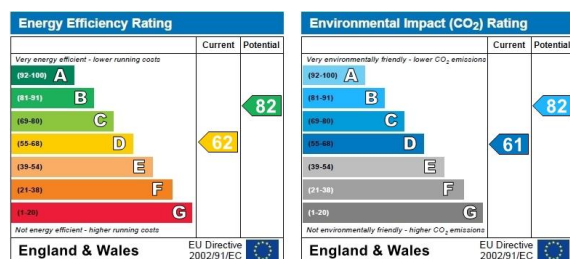 Energy Efficiency Rating
Current Potential
Very energy efficient - lower running costs
(92-100) A
(81-91) B
(69-80) C
(55-68) D
(39-54) E
(21-38) F
(1-20) G
62
82
Not energy efficient - higher running costs
England & Wales
EU Directive
2002/91/EC
Environmental Impact (CO₂) Rating
Current Potential
Very environmentally friendly - lower CO₂ emissions
(92-100) A
(81-91) B
(69-80) C
(55-68) D
(39-54) E
(21-38) F
(1-20) G
61
82
Not environmentally friendly - higher CO₂ emissions
England & Wales
EU Directive
2002/91/EC